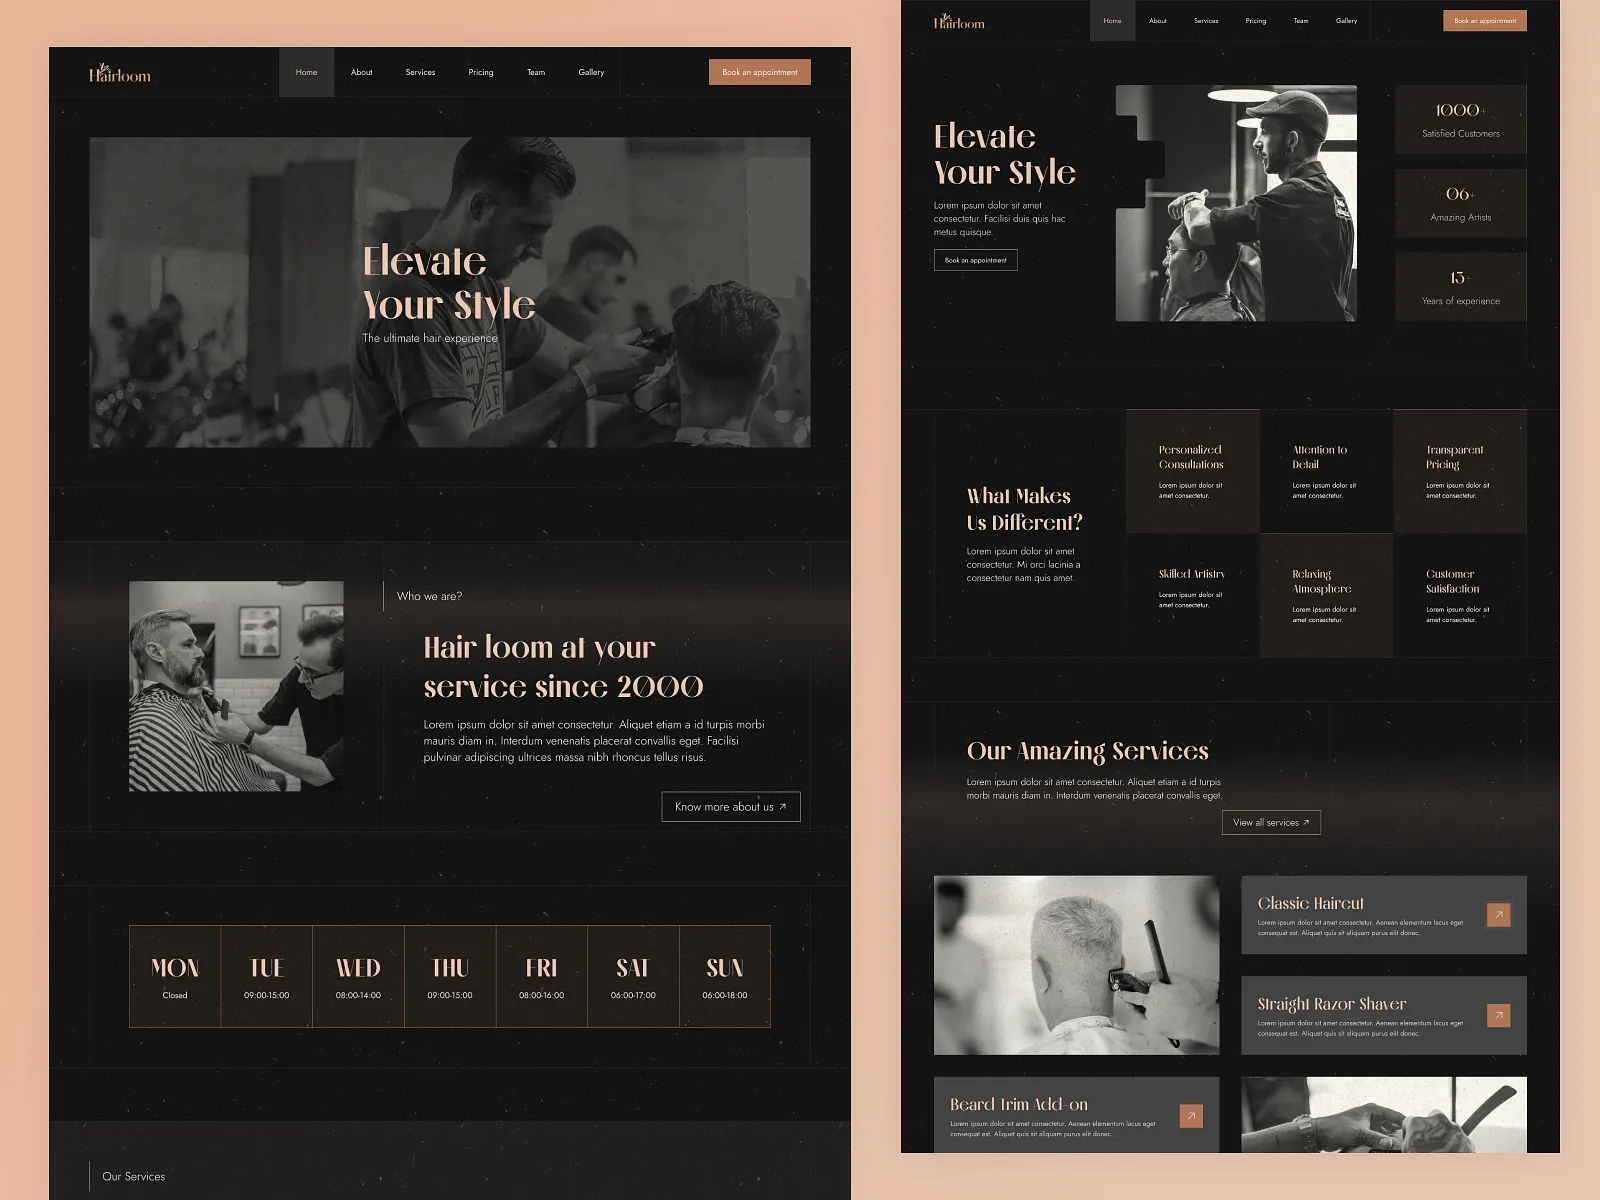 Hairloom
Home About Services Pricing Team Gallery
Book an appointment
Elevate
Your Style
The ultimate hair experience
Who we are?
Hair loom at your
service since 2000
Lorem ipsum dolor sit amet consectetur. Aliquet etiam a id turpis morbi
mauris diam in. Interdum venenatis placerat convallis eget. Facilisi
pulvinar adipiscing ultrices massa nibh rhoncus tellus risus.
Know more about us
MON
Closed
TUE
09:00-15:00
WED
08:00-14:00
THU
09:00-15:00
FRI
08:00-16:00
SAT
06:00-17:00
SUN
06:00-18:00
Our Services
Hairloom
Home About Services Pricing Team Gallery
Book an appointment
Elevate
Your Style
Lorem ipsum dolor sit amet
consectetur. Facilisi duis quis hac
metus quisque.
Book an appointment
1000+
Satisfied Customers
06+
Amazing Artists
15+
Years of experience
What Makes
Us Different?
Lorem ipsum dolor sit amet
consectetur. Mi orci lacinia a
consectetur nam quis amet.
Personalized
Consultations
Lorem ipsum dolor sit
amet consectetur.
Attention to
Detail
Lorem ipsum dolor sit
amet consectetur.
Transparent
Pricing
Lorem ipsum dolor sit
amet consectetur.
Skilled Artistry
Lorem ipsum dolor sit
amet consectetur.
Relaxing
Atmosphere
Lorem ipsum dolor sit
amet consectetur.
Customer
Satisfaction
Lorem ipsum dolor sit
amet consectetur.
Our Amazing Services
Lorem ipsum dolor sit amet consectetur. Aliquet etiam a id turpis
morbi mauris diam in. Interdum venenatis placerat convallis eget.
View all services
Classic Haircut
Lorem ipsum dolor sit amet consectetur. Aenean elementum lacus eget
consequat est. Aliquet quis sit aliquam purus elit donec.
Straight Razor Shaver
Lorem ipsum dolor sit amet consectetur. Aenean elementum lacus eget
consequat est. Aliquet quis sit aliquam purus elit donec.
Beard Trim Add-on
Lorem ipsum dolor sit amet consectetur. Aenean elementum lacus eget
consequat est. Aliquet quis sit aliquam purus elit donec.